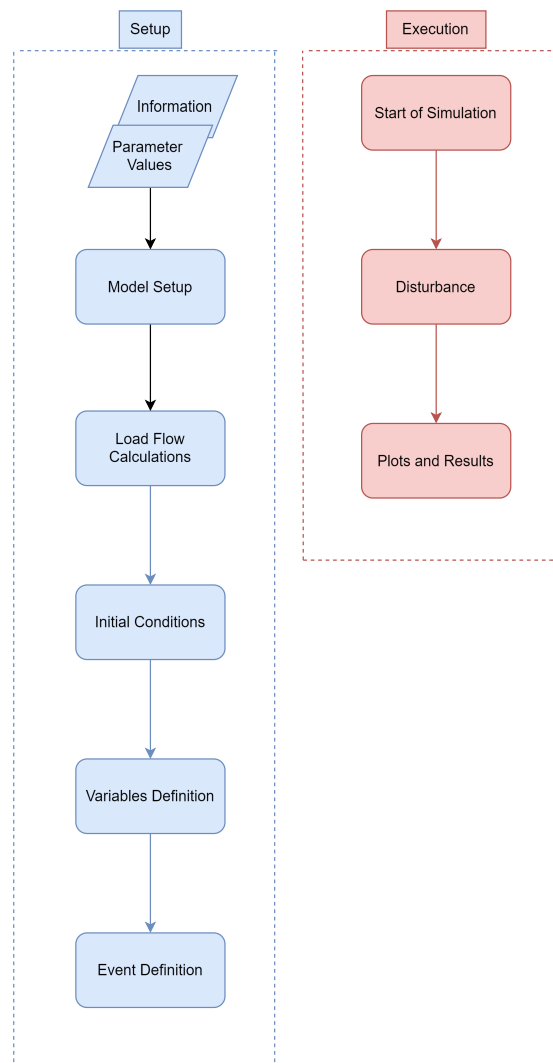 Setup
Information
Parameter
Values
Model Setup
Load Flow
Calculations
Initial Conditions
Variables Definition
Event Definition
Execution
Start of Simulation
Disturbance
Plots and Results